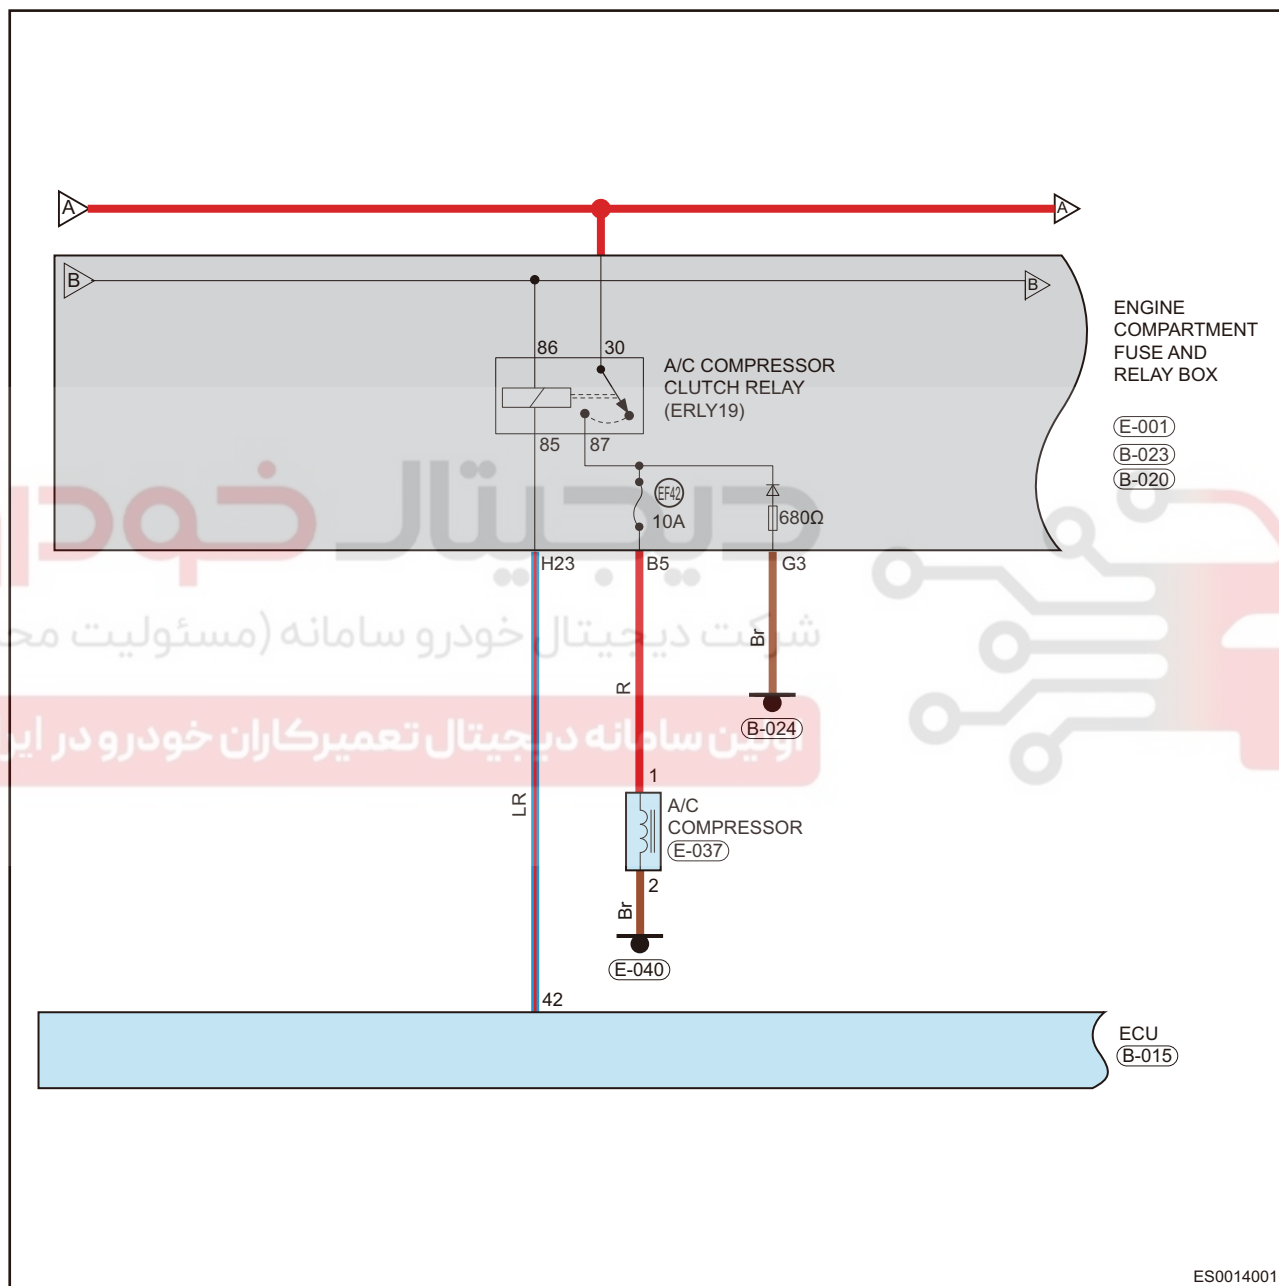 A
A
B
B
86
30
A/C COMPRESSOR
CLUTCH RELAY
(ERLY19)
85
87
EF42
10A
680Ω
ENGINE
COMPARTMENT
FUSE AND
RELAY BOX
E-001
B-023
B-020
دیجیتال خودرو
H23
B5
G3
شرکت دیجیتال خودرو سامانه (مسئولیت
Br
R
B-024
اولین سامانه دیجیتال تعمیرکاران خودرو در
LR
1
A/C
COMPRESSOR
E-037
2
Br
E-040
42
ECU
B-015
ES0014001